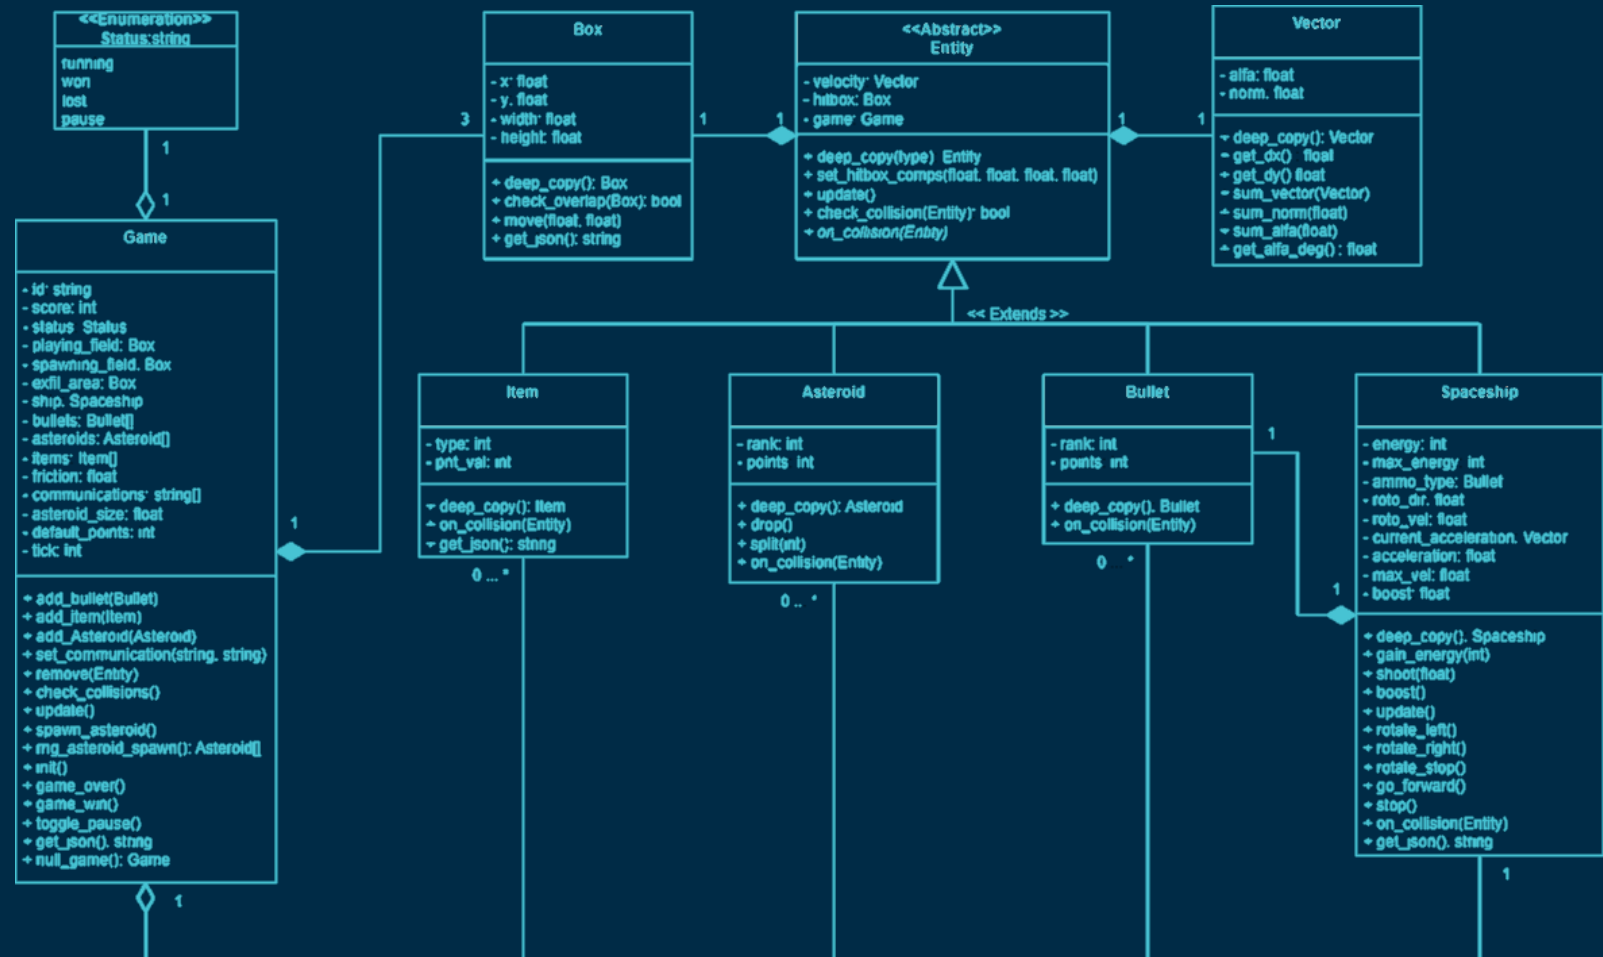 <<Enumeration>>
Status:string
running
won
lost
pause
1
1
Game
- id: string
- score: int
- status Status
- playing_field: Box
- spawning_field. Box
- exfil_area: Box
- ship. Spaceship
- bullets: Bullet[]
- asteroids: Asteroid[]
- items: Item[]
- friction: float
- communications: string[]
- asteroid_size: float
- default_points: int
- tick: int
+ add_bullet(Bullet)
+ add_item(Item)
+ add_Asteroid(Asteroid)
+ set_communication(string, string)
+ remove(Entity)
+ check_collisions()
+ update()
+ spawn_asteroid()
+ rng_asteroid_spawn(): Asteroid[]
+ init()
+ game_over()
+ game_win()
+ toggle_pause()
+ get_json(). string
+ null_game(): Game
1
1
3
Box
- x: float
- y. float
- width: float
- height: float
+ deep_copy(): Box
+ check_overlap(Box): bool
+ move(float, float)
+ get_json(): string
1
1
<<Abstract>>
Entity
- velocity: Vector
- hitbox: Box
- game: Game
+ deep_copy(type) Entity
+ set_hitbox_comps(float, float, float, float)
+ update()
+ check_collision(Entity): bool
+ on_collision(Entity)
1
1
Vector
- alfa: float
- norm. float
+ deep_copy(): Vector
+ get_dx() float
+ get_dy() float
+ sum_vector(Vector)
+ sum_norm(float)
+ sum_alfa(float)
+ get_alfa_deg() : float
<< Extends >>
Item
- type: int
- pnt_val: int
+ deep_copy(): Item
+ on_collision(Entity)
+ get_json(): string
0 ... *
Asteroid
- rank: int
- points int
+ deep_copy(): Asteroid
+ drop()
+ split(int)
+ on_collision(Entity)
0 .. *
Bullet
- rank: int
- points int
+ deep_copy(). Bullet
+ on_collision(Entity)
0 ... *
1
1
Spaceship
- energy: int
- max_energy int
- ammo_type: Bullet
- roto_dir. float
- roto_vel: float
- current_acceleration. Vector
- acceleration: float
- max_vel: float
- boost: float
+ deep_copy(). Spaceship
+ gain_energy(int)
+ shoot(float)
+ boost()
+ update()
+ rotate_left()
+ rotate_right()
+ rotate_stop()
+ go_forward()
+ stop()
+ on_collision(Entity)
+ get_json(). string
1